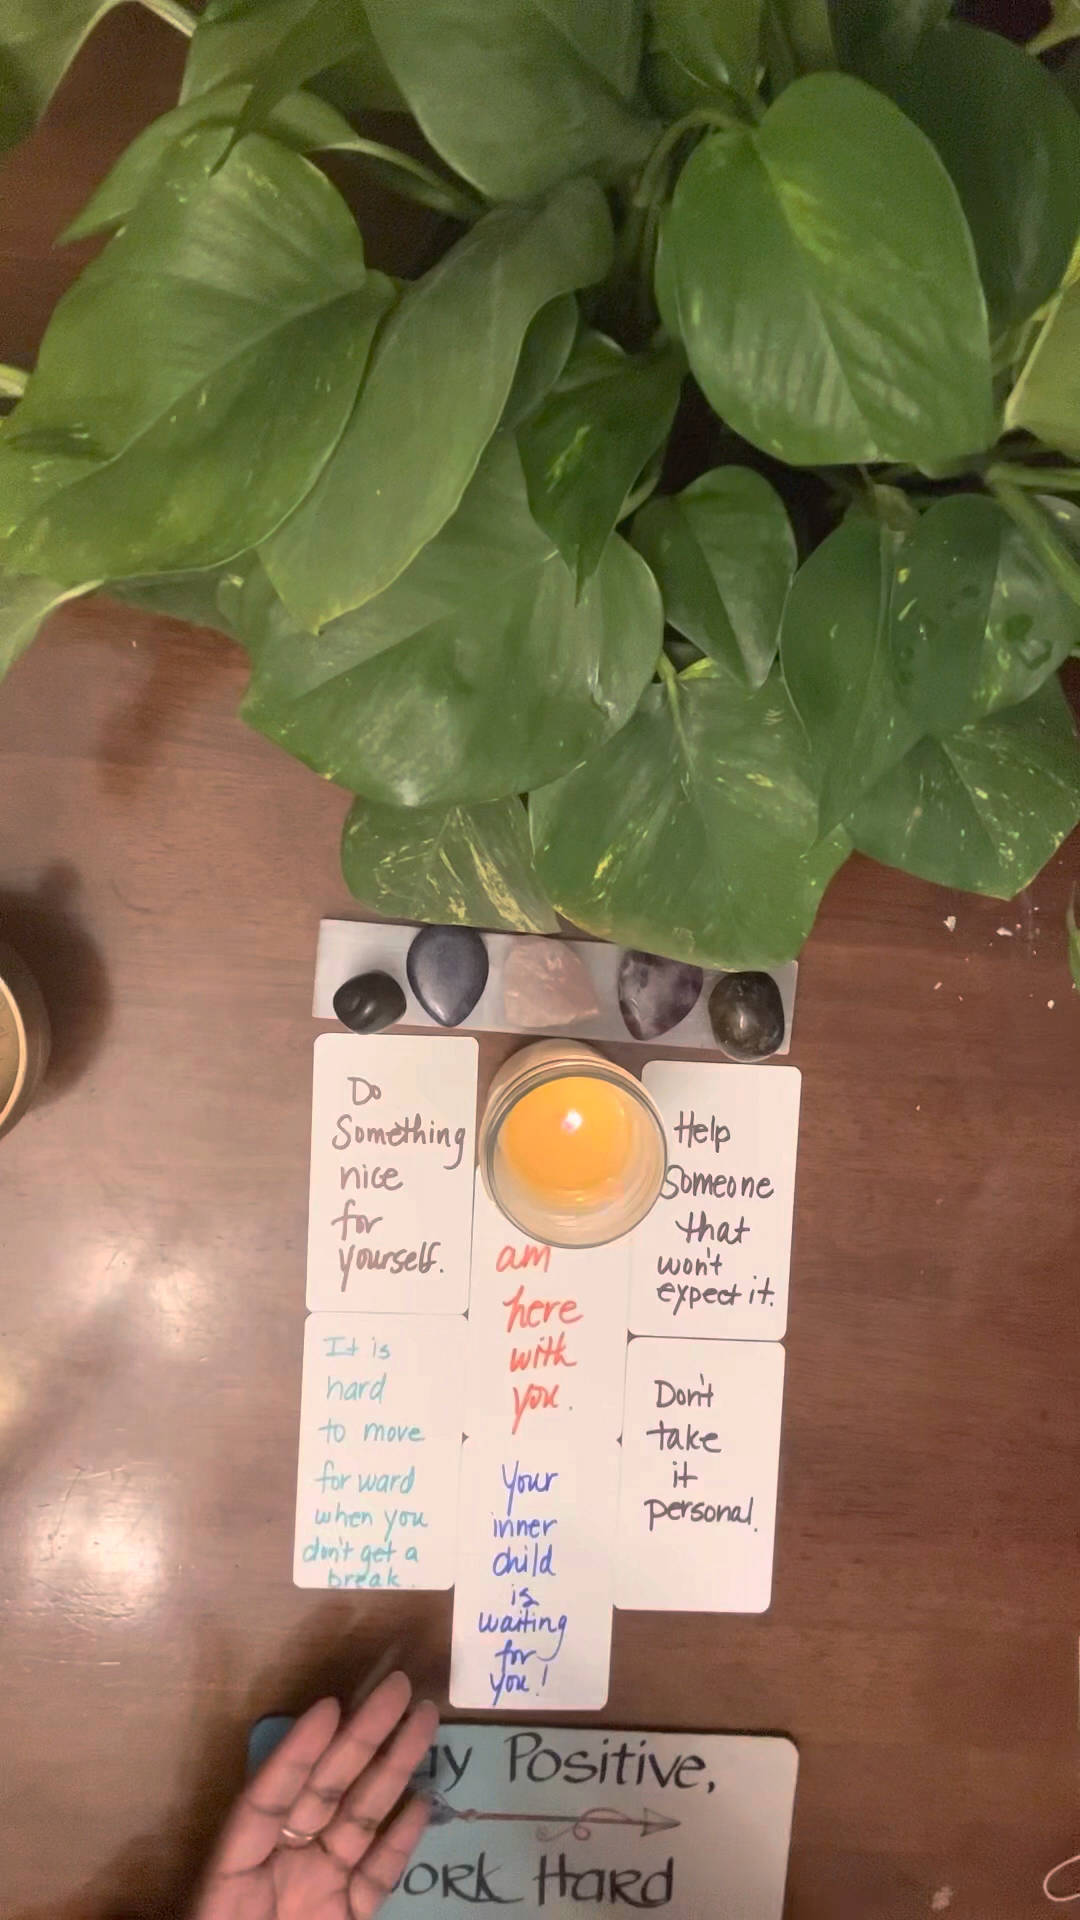 Do
Something
nice
for
yourself.
am
here
with
you.
Help
Someone
that
won't
expect it.
It is
hard
to move
forward
when you
don't get a
break.
Your
inner
child
is
waiting
for
you!
Don't
take
it
personal.
Positive,
Hard